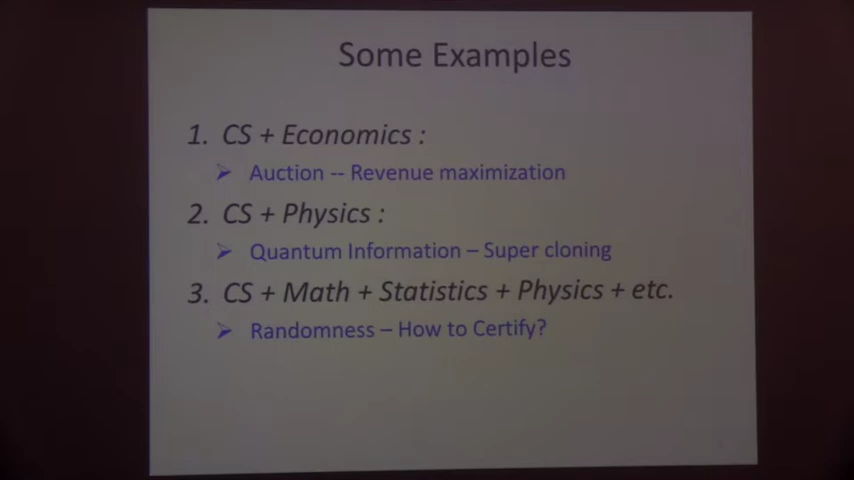 Some Examples
1. CS + Economics :
➢ Auction -- Revenue maximization
2. CS + Physics :
➢ Quantum Information – Super cloning
3. CS + Math + Statistics + Physics + etc.
➢ Randomness – How to Certify?